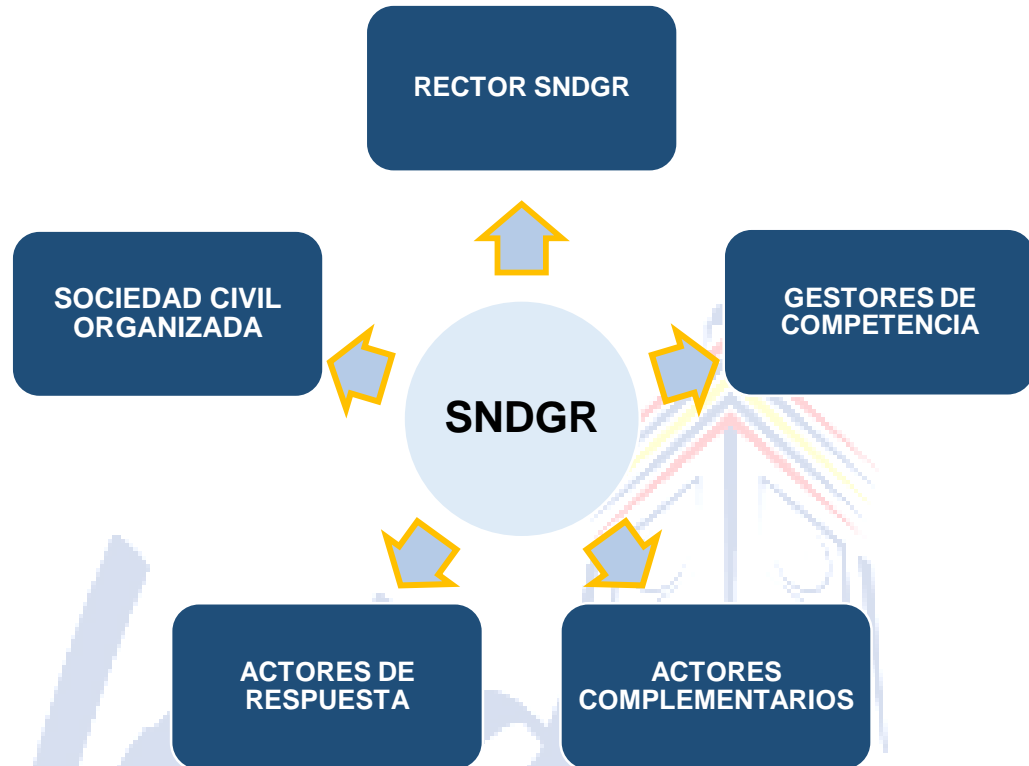 RECTOR SNDGR
SOCIEDAD CIVIL
ORGANIZADA
GESTORES DE
COMPETENCIA
SNDGR
ACTORES DE
RESPUESTA
ACTORES
COMPLEMENTARIOS